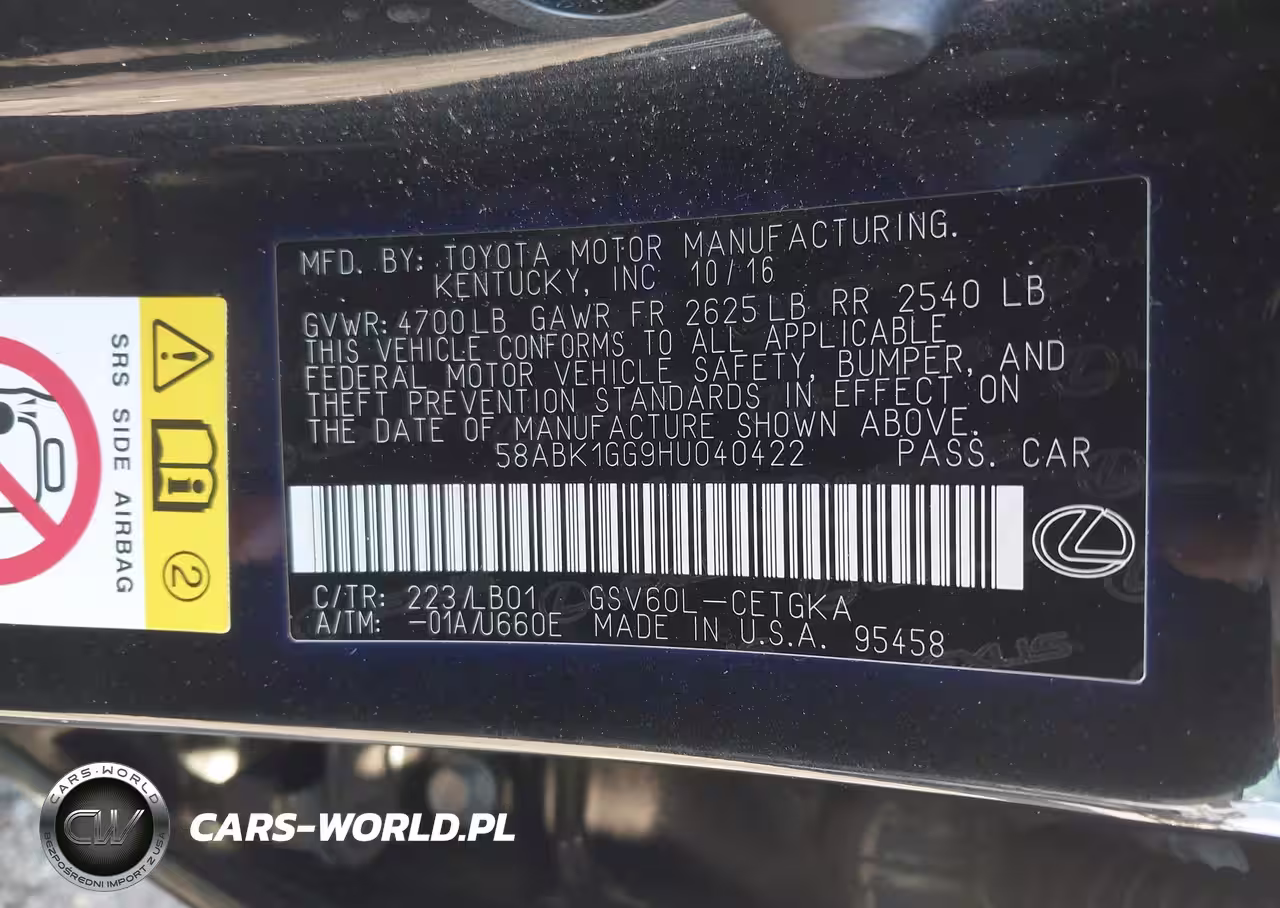 MFD. BY: TOYOTA MOTOR MANUFACTURING.
KENTUCKY, INC 10/16
GVWR: 4700LB GAWR FR 2625LB RR 2540 LB
THIS VEHICLE CONFORMS TO ALL APPLICABLE
FEDERAL MOTOR VEHICLE SAFETY, BUMPER, AND
THEFT PREVENTION STANDARDS IN EFFECT ON
THE DATE OF MANUFACTURE SHOWN ABOVE.
58ABK1GG9HU040422 PASS. CAR
C/TR: 223/LB01 GSV60L-CETGKA
A/TM: -01A/U660E MADE IN U.S.A. 95458
SRS SIDE AIRBAG
2
CARS-WORLD
CW
BEZPOŚREDNI IMPORT Z USA
CARS-WORLD.PL